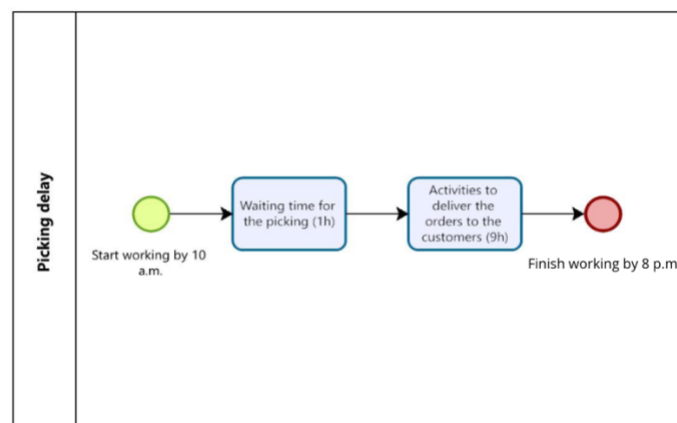 Picking delay
Start working by 10
a.m.
Waiting time for
the picking (1h)
Activities to
deliver the
orders to the
customers (9h)
Finish working by 8 p.m